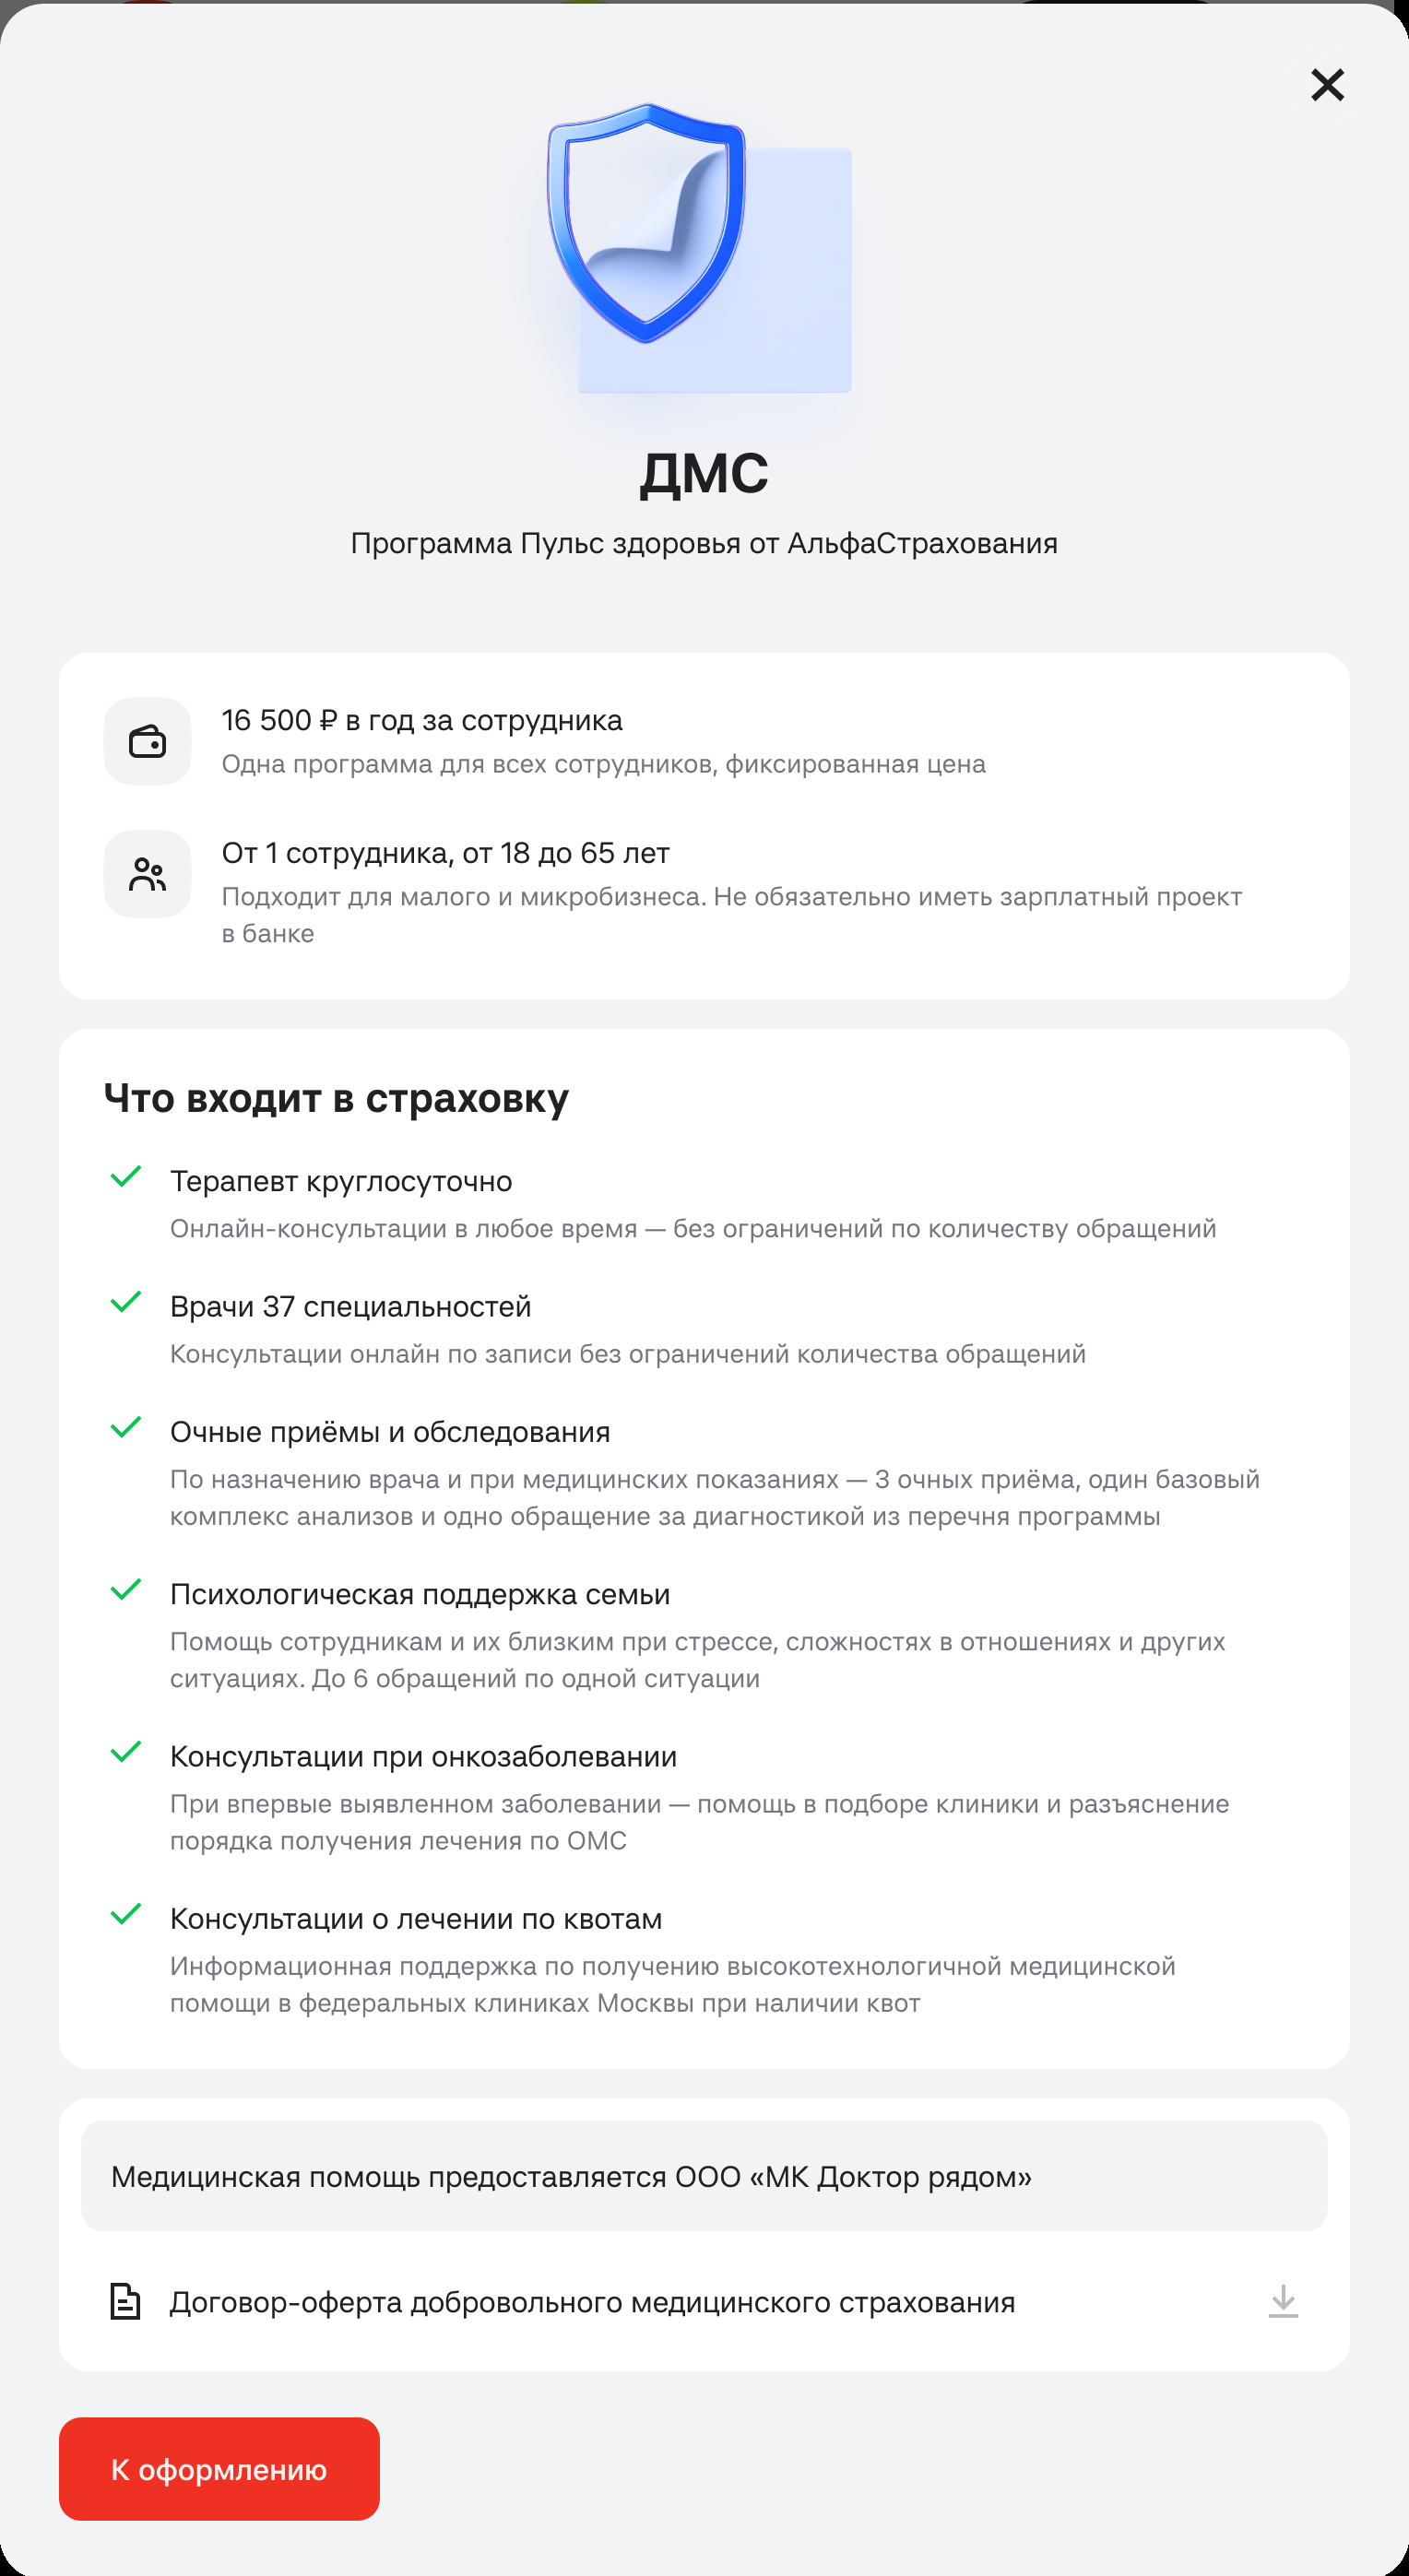 ДМС
Программа Пульс здоровья от АльфаСтрахования
16 500 ₽ в год за сотрудника
Одна программа для всех сотрудников, фиксированная цена
От 1 сотрудника, от 18 до 65 лет
Подходит для малого и микробизнеса. Не обязательно иметь зарплатный проект
в банке
Что входит в страховку
Терапевт круглосуточно
Онлайн-консультации в любое время — без ограничений по количеству обращений
Врачи 37 специальностей
Консультации онлайн по записи без ограничений количества обращений
Очные приёмы и обследования
По назначению врача и при медицинских показаниях — 3 очных приёма, один базовый
комплекс анализов и одно обращение за диагностикой из перечня программы
Психологическая поддержка семьи
Помощь сотрудникам и их близким при стрессе, сложностях в отношениях и других
ситуациях. До 6 обращений по одной ситуации
Консультации при онкозаболевании
При впервые выявленном заболевании — помощь в подборе клиники и разъяснение
порядка получения лечения по ОМС
Консультации о лечении по квотам
Информационная поддержка по получению высокотехнологичной медицинской
помощи в федеральных клиниках Москвы при наличии квот
Медицинская помощь предоставляется ООО «МК Доктор рядом»
Договор-оферта добровольного медицинского страхования
К оформлению